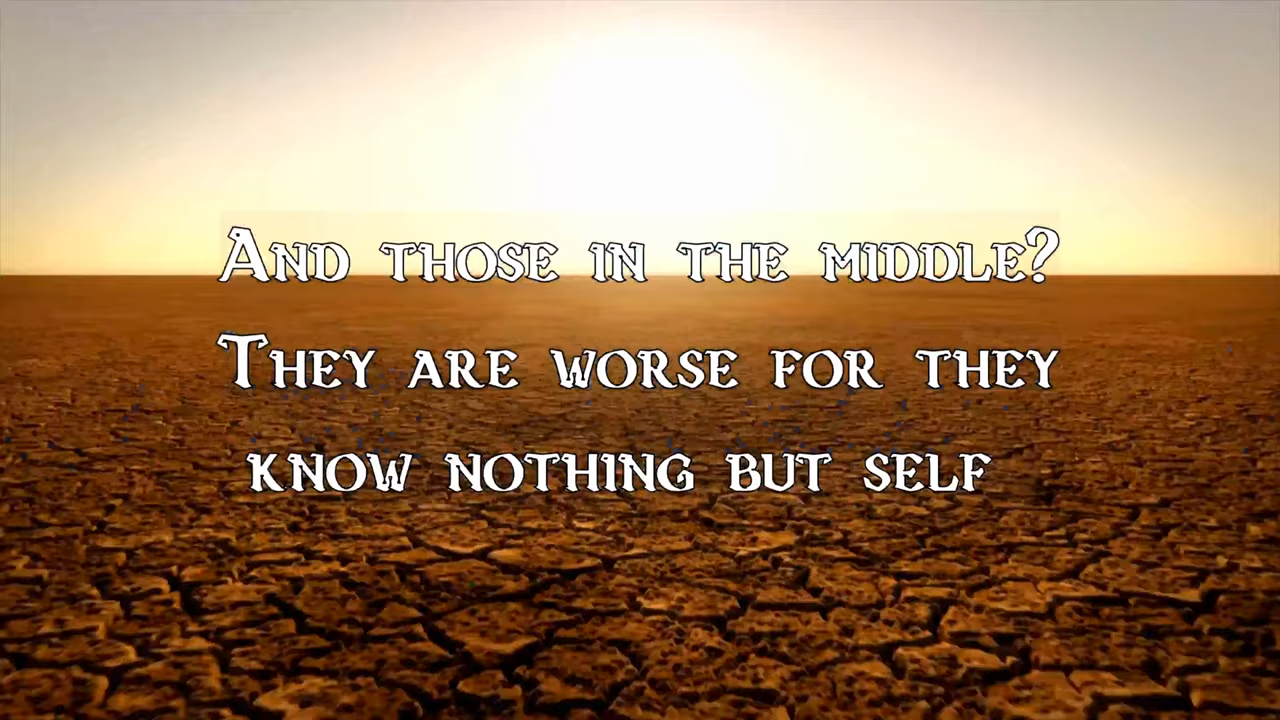 And those in the middle?
They are worse for they
know nothing but self